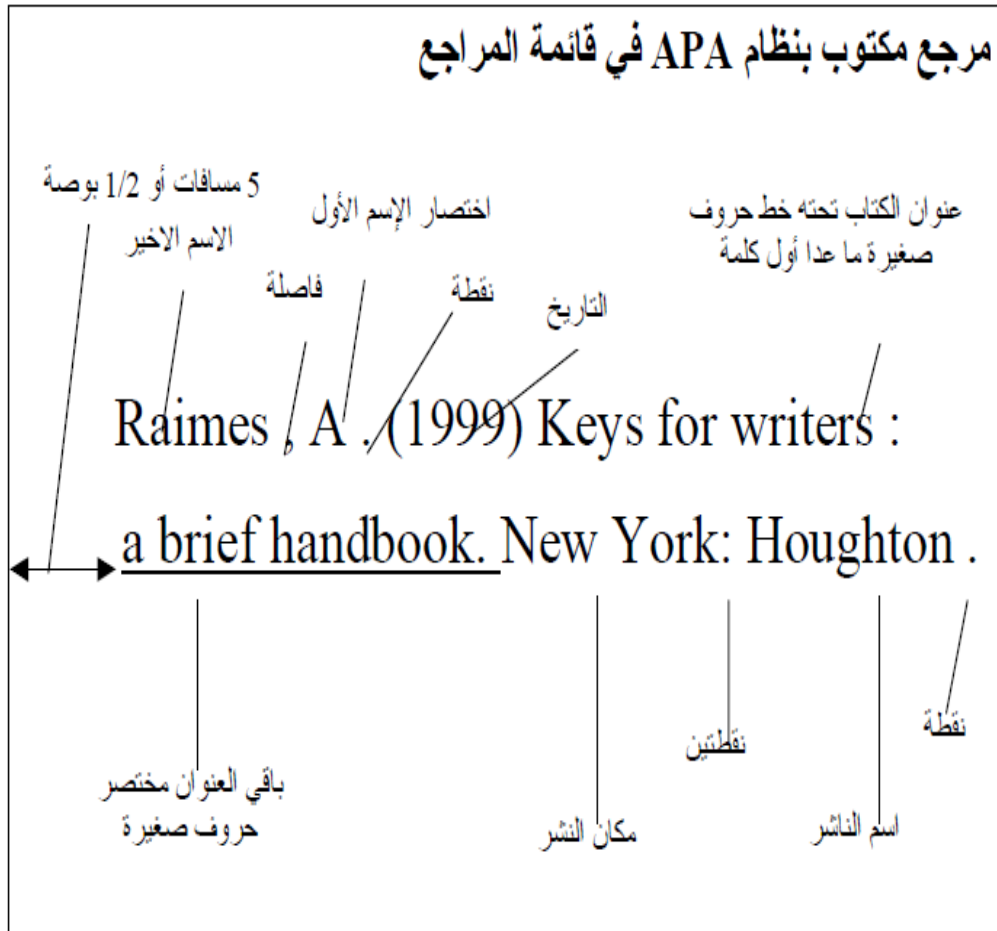 مرجع مكتوب بنظام APA في قائمة المراجع
5 مسافات أو 1/2 بوصة
الاسم الاخير
فاصلة
اختصار الإسم الأول
نقطة
التاريخ
عنوان الكتاب تحته خط حروف
صغيرة ما عدا أول كلمة
Raimes , A . (1999) Keys for writers :
a brief handbook. New York: Houghton .
باقي العنوان مختصر
حروف صغيرة
مكان النشر
نقطتين
اسم الناشر
نقطة